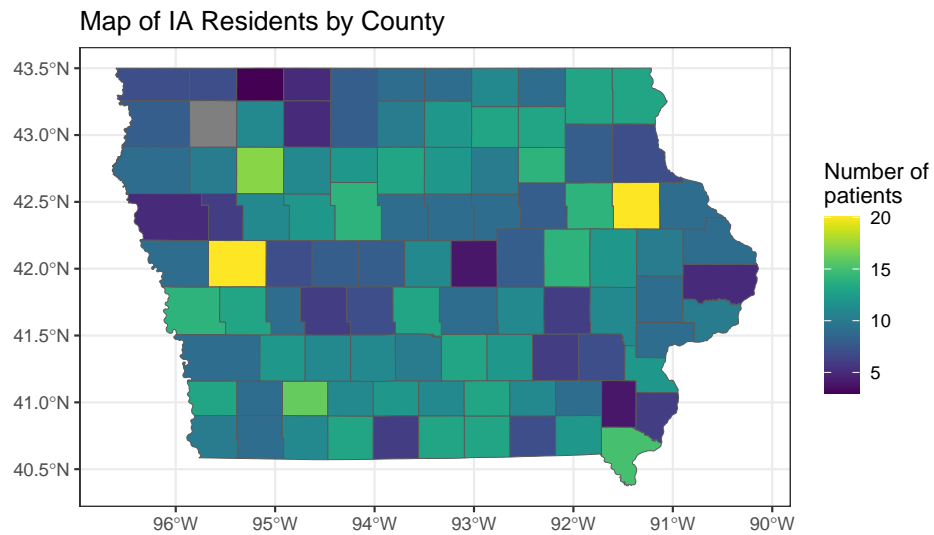 Map of IA Residents by County
43.5°N
43.0°N
42.5°N
42.0°N
41.5°N
41.0°N
40.5°N
96°W 95°W 94°W 93°W 92°W 91°W 90°W
Number of
patients
20
15
10
5